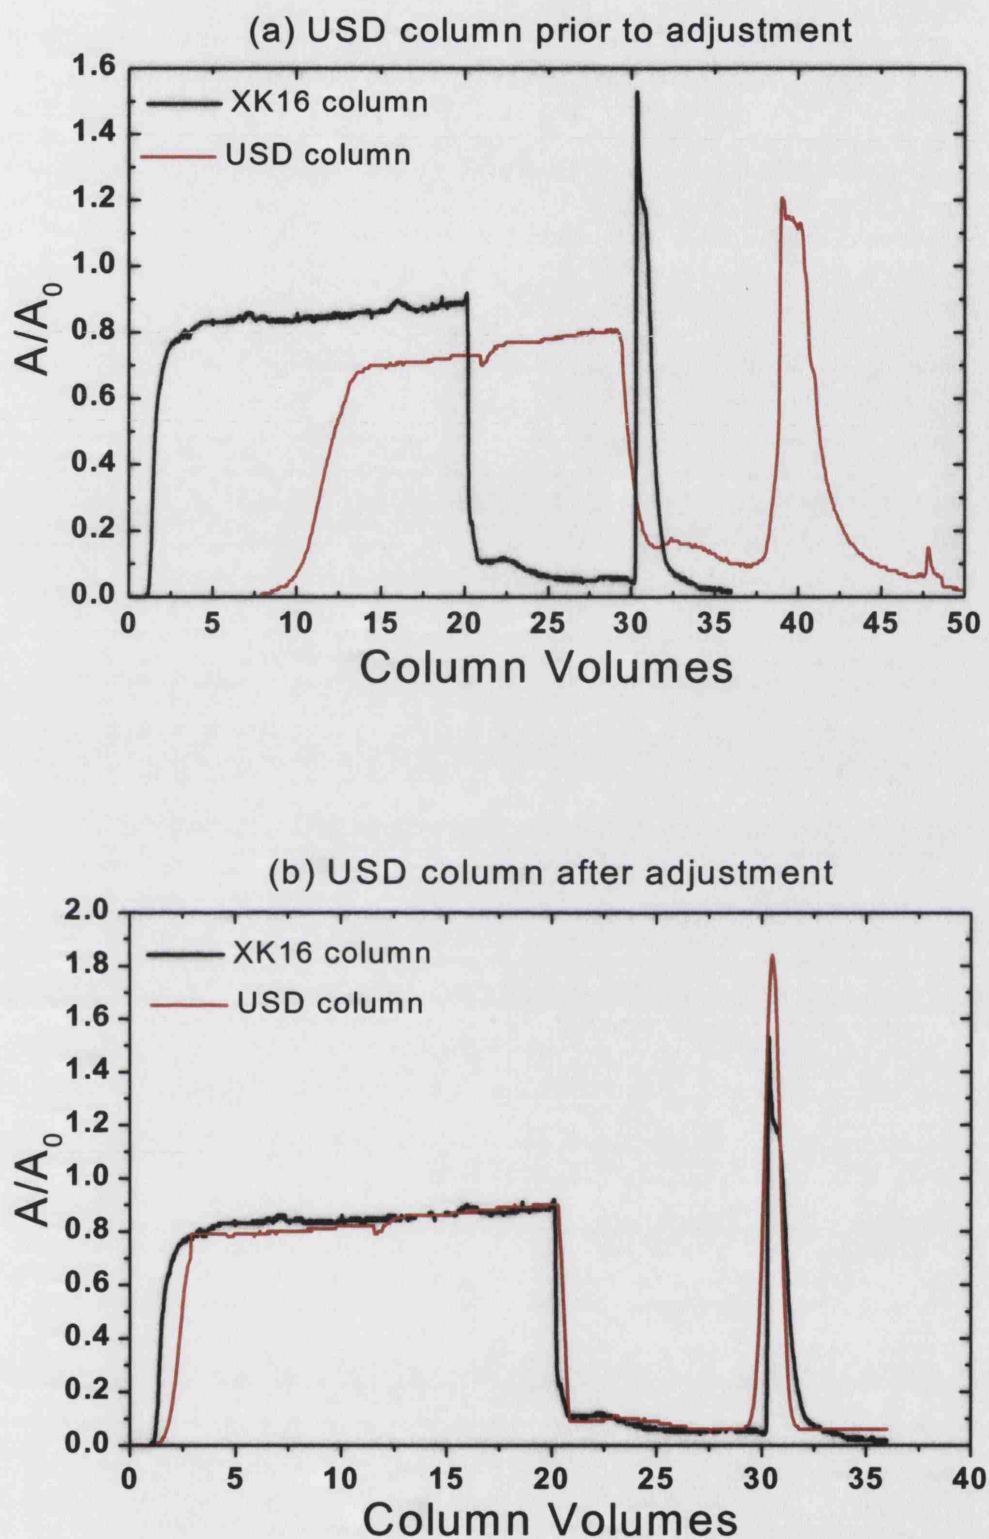 (a) USD column prior to adjustment
1.6
1.4
1.2
1.0
0.8
0.6
0.4
0.2
0.0
A/A0
XK16 column
USD column
0 5 10 15 20 25 30 35 40 45 50
Column Volumes
(b) USD column after adjustment
2.0
1.8
1.6
1.4
1.2
1.0
0.8
0.6
0.4
0.2
0.0
A/A0
XK16 column
USD column
0 5 10 15 20 25 30 35 40
Column Volumes